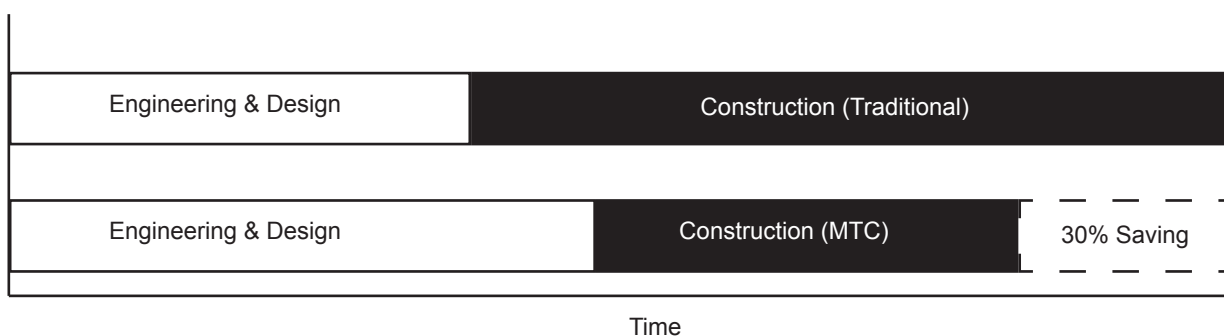 Engineering & Design
Construction (Traditional)
Engineering & Design
Construction (MTC)
30% Saving
Time